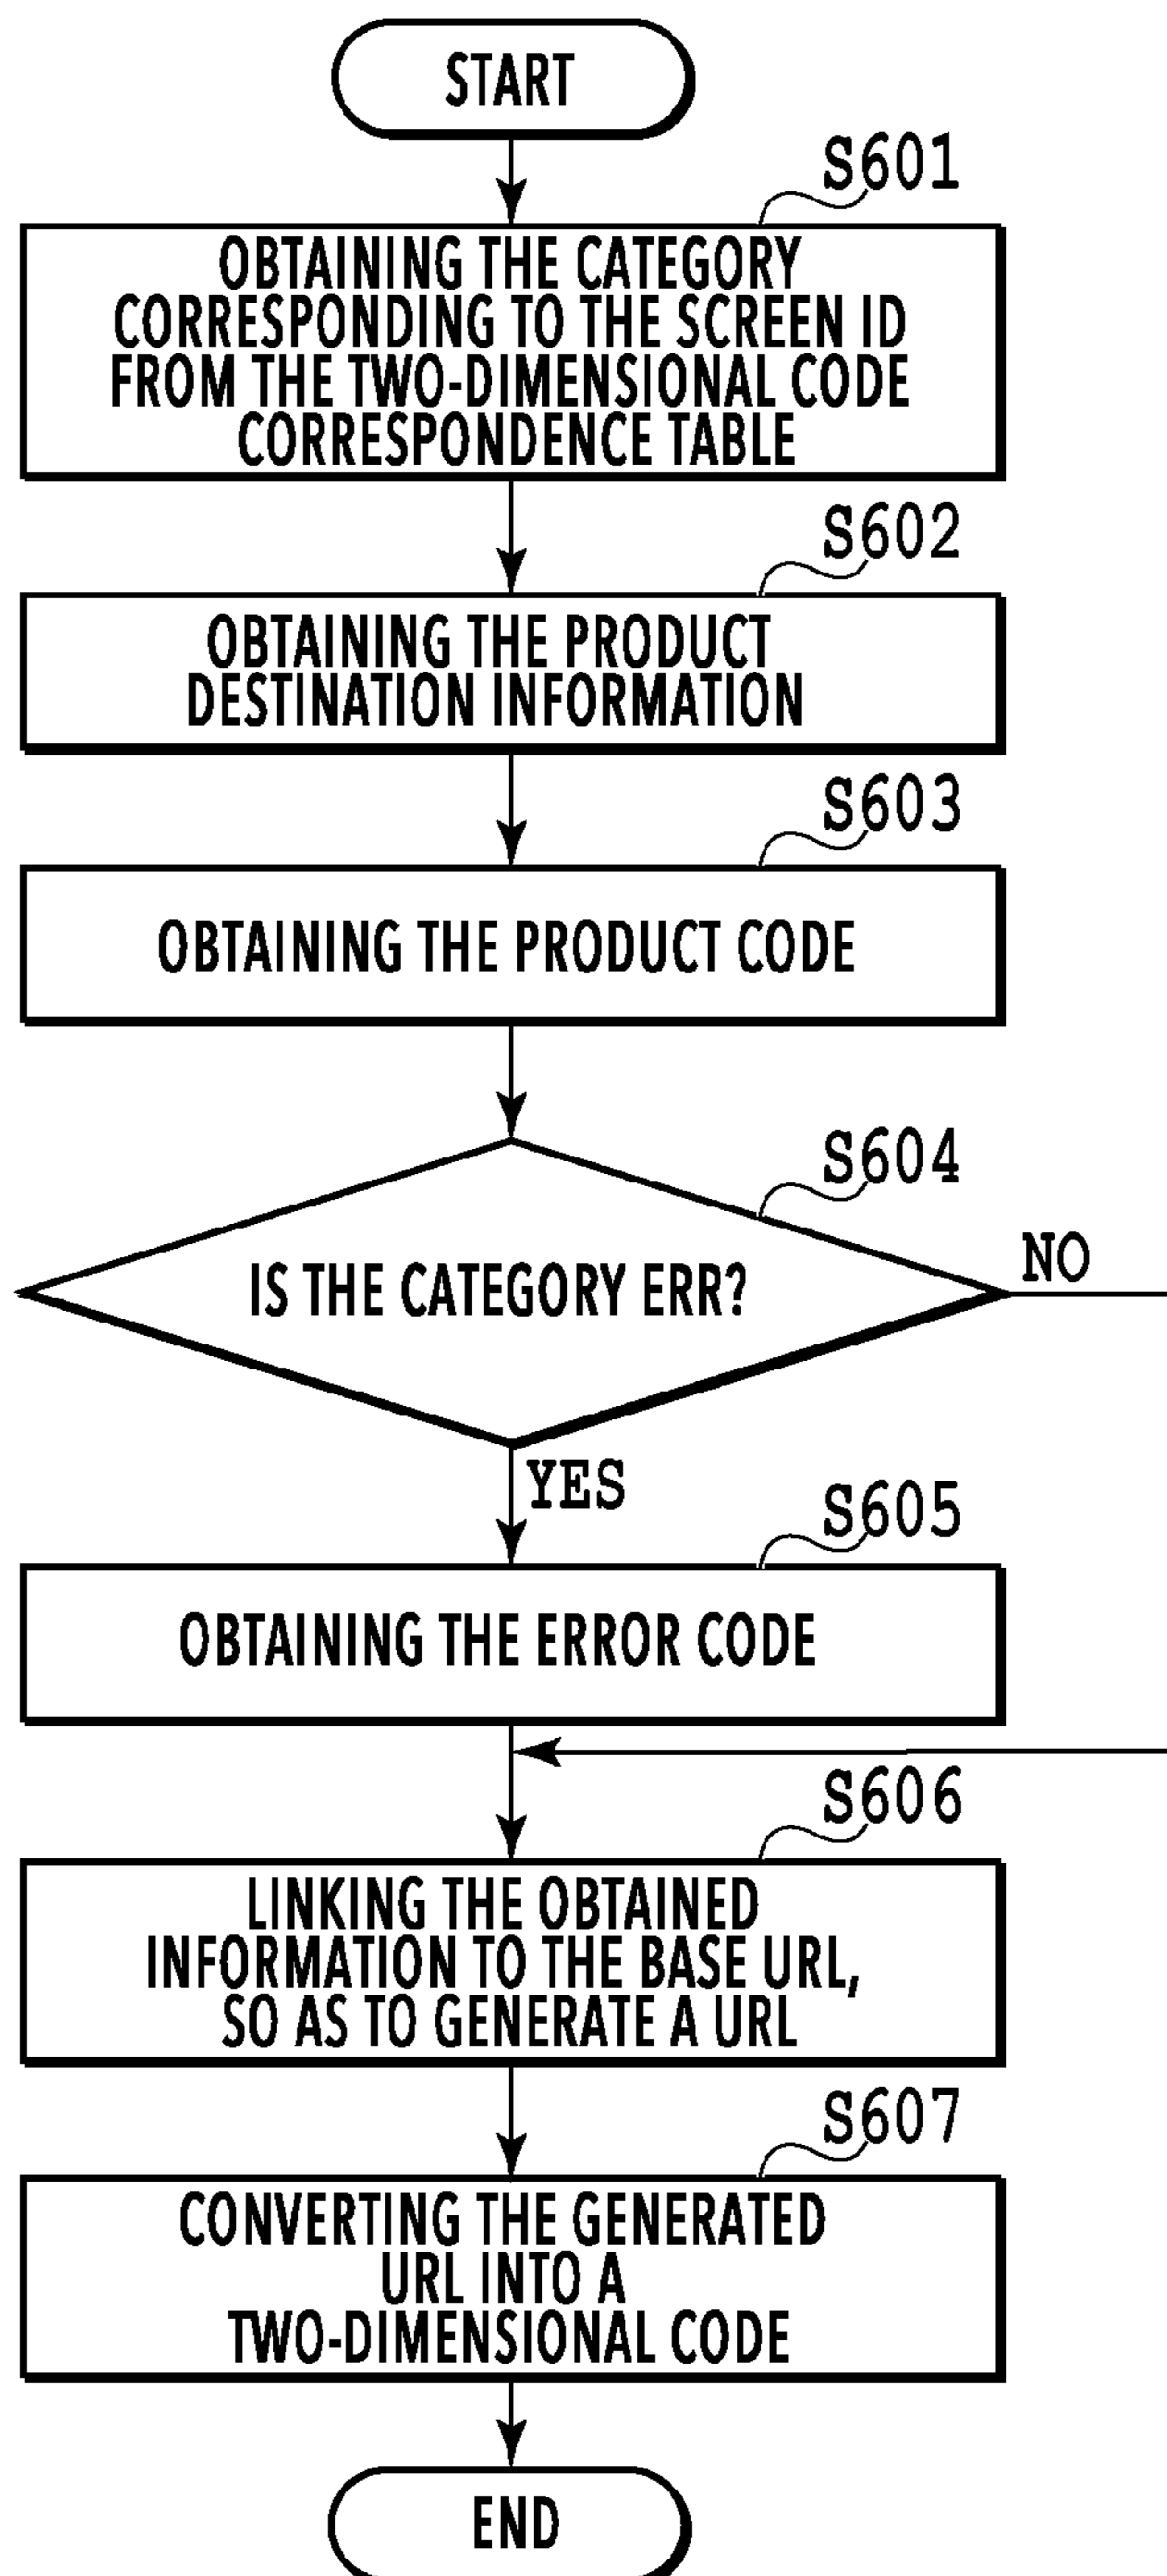 START
S601
OBTAINING THE CATEGORY
CORRESPONDING TO THE SCREEN ID
FROM THE TWO-DIMENSIONAL CODE
CORRESPONDENCE TABLE
S602
OBTAINING THE PRODUCT
DESTINATION INFORMATION
S603
OBTAINING THE PRODUCT CODE
S604
IS THE CATEGORY ERR?
NO
YES
S605
OBTAINING THE ERROR CODE
S606
LINKING THE OBTAINED
INFORMATION TO THE BASE URL,
SO AS TO GENERATE A URL
S607
CONVERTING THE GENERATED
URL INTO A
TWO-DIMENSIONAL CODE
END